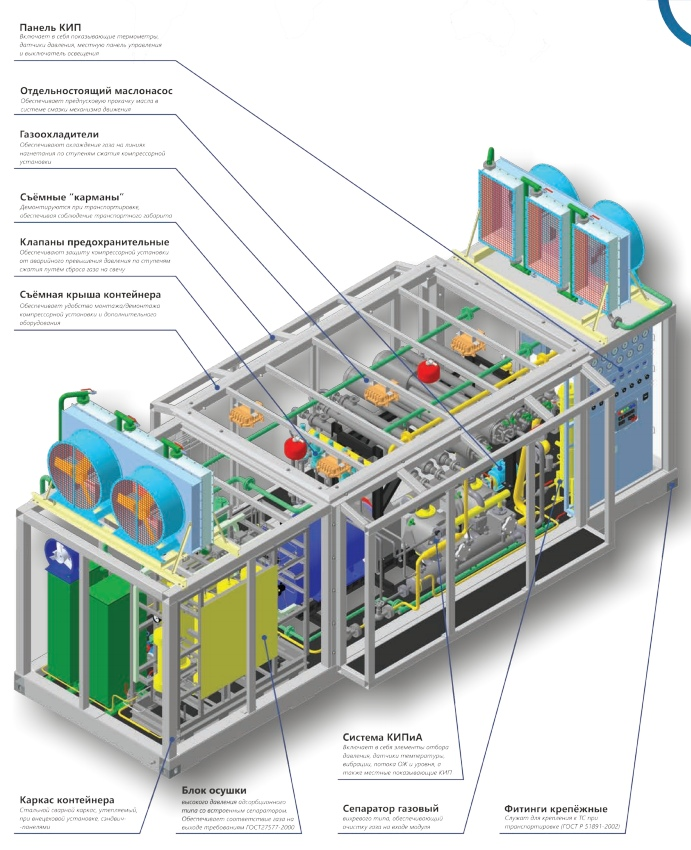 Панель КИП
Включает в себя показывающие термометры,
датчики давления, местную панель управления
и выключатель освещения
Отдельностоящий маслонасос
Обеспечивает предпусковую прокачку масла в
системе смазки механизма движения
Газоохладители
Обеспечивают охлаждение газа на линиях
нагнетания по ступеням сжатия компрессорной
установки
Съёмные "карманы"
Демонтируются при транспортировке,
обеспечивая соблюдение транспортного габарита
Клапаны предохранительные
Обеспечивают защиту компрессорной установки
от аварийного превышения давления по ступеням
сжатия путём сброса газа на свечу
Съёмная крыша контейнера
Обеспечивает удобство монтажа/демонтажа
компрессорной установки и дополнительного
оборудования
Система КИПиА
Включает в себя элементы отбора
давления, датчики температуры,
вибрации, потока ОЖ и уровня, а
также местные показывающие КИП
Блок осушки
высокого давления адсорбционного
типа со встроенным сепаратором.
Обеспечивает соответствие газа на
выходе требованиям ГОСТ27577-2000
Каркас контейнера
Стальной сварной каркас, утепляемый,
при внецеховой установке, сэндвич
-панелями
Сепаратор газовый
вихревого типа, обеспечивающий
очистку газа на входе модуля
Фитинги крепёжные
Служат для крепления к ТС при
транспортировке (ГОСТ Р 51891-2002)